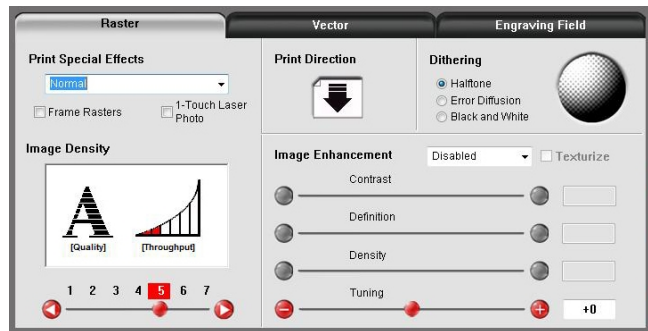 Raster
Vector
Engraving Field
Print Special Effects
Normal
Frame Rasters
1-Touch Laser
Photo
Print Direction
Dithering
Halftone
Error Diffusion
Black and White
Image Density
A
[Quality]
[Throughput]
1 2 3 4 5 6 7
Image Enhancement
Disabled
Texturize
Contrast
Definition
Density
Tuning
+0